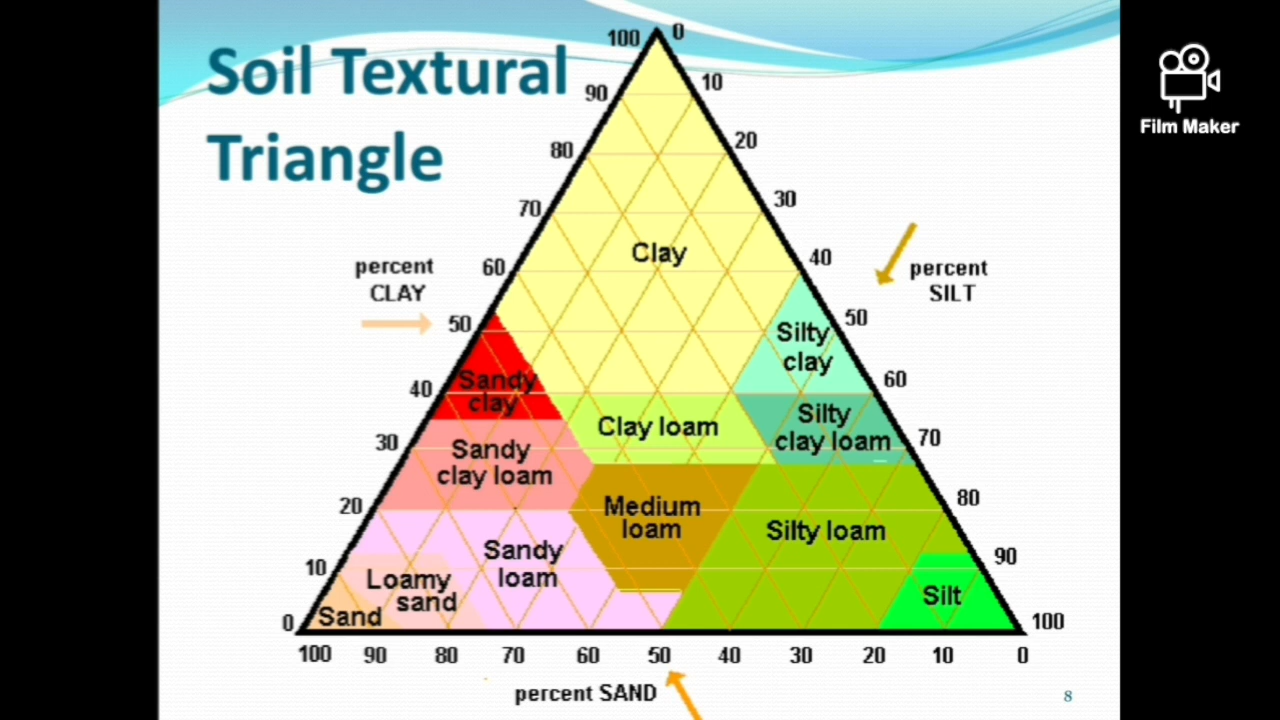 Soil Textural
Triangle
Film Maker
100
90
80
70
60
50
40
30
20
10
0
0
10
20
30
40
50
60
70
80
90
100
percent
CLAY
percent
SILT
Clay
Silty
clay
Sandy
clay
Clay loam
Silty
clay loam
Sandy
clay loam
Medium
loam
Silty loam
Sandy
loam
Loamy
sand
Sand
Silt
100 90 80 70 60 50 40 30 20 10 0
percent SAND
8